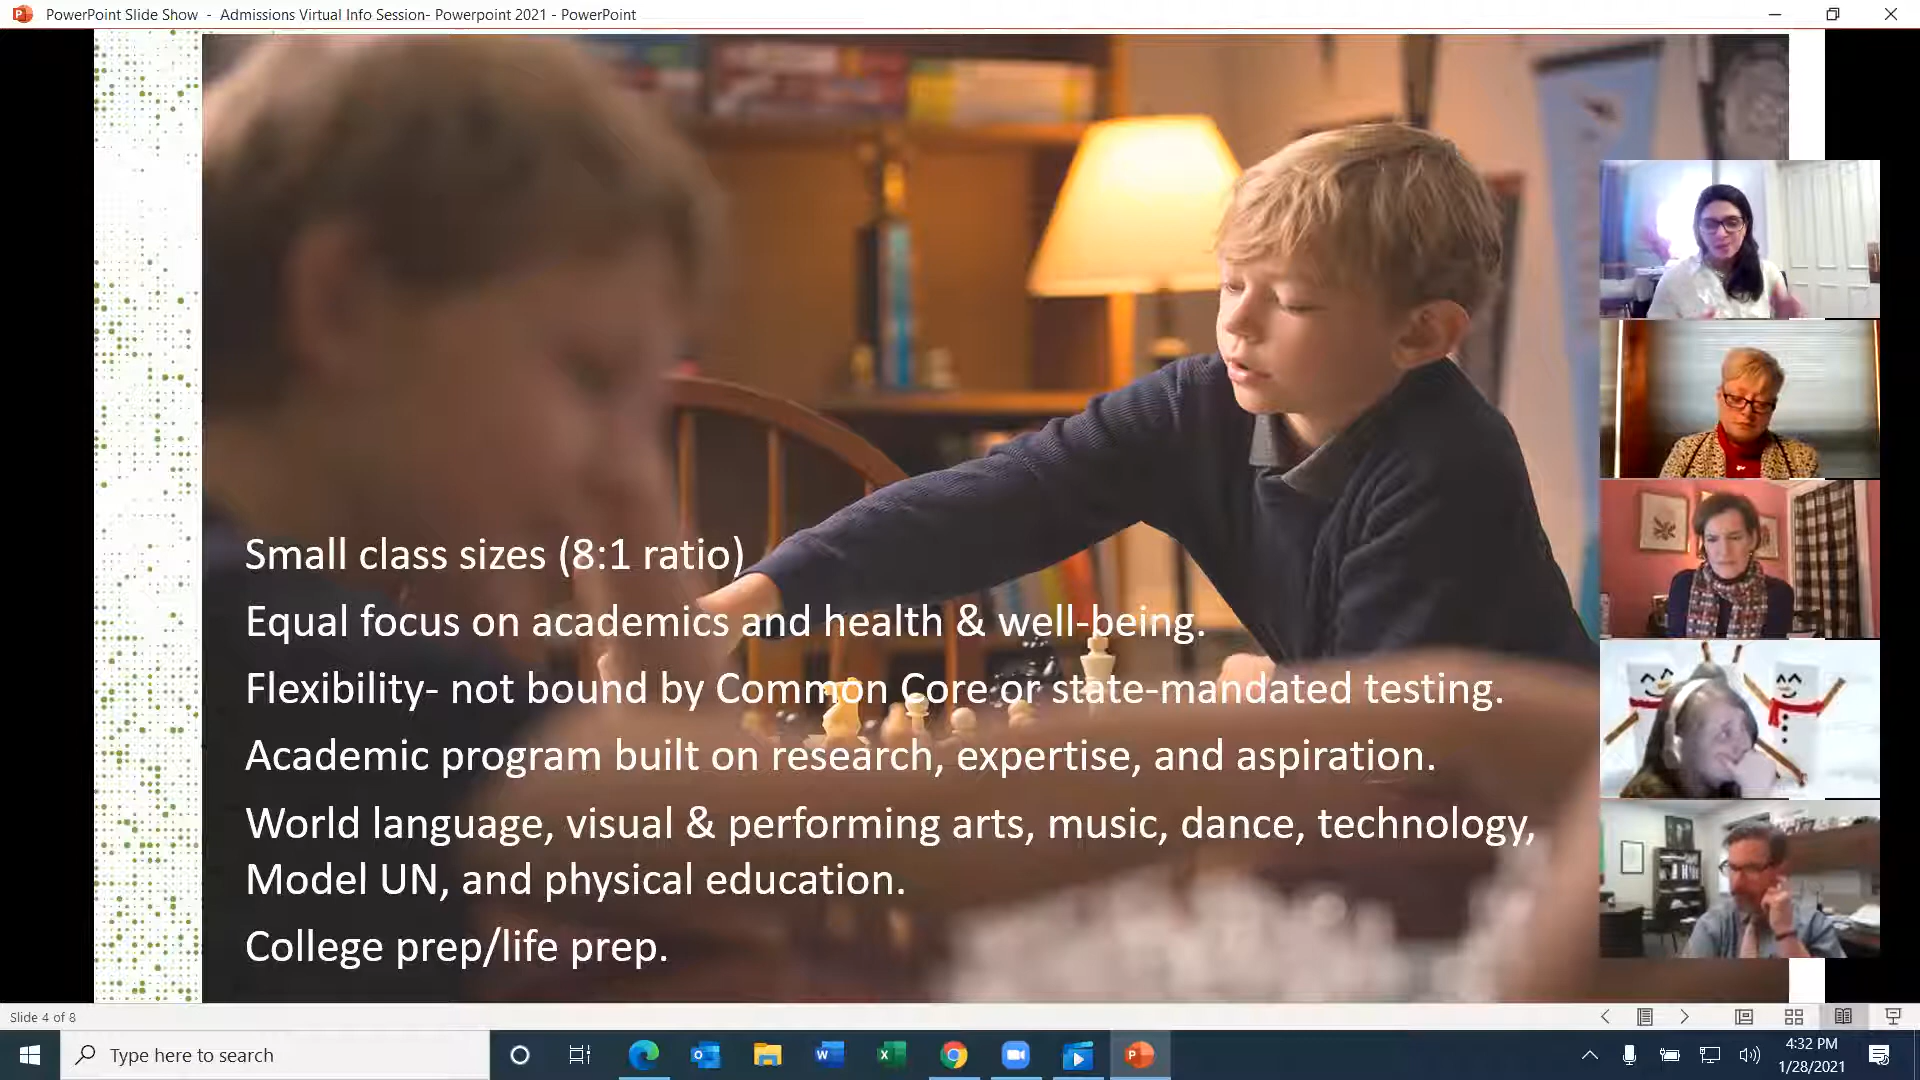 PowerPoint Slide Show - Admissions Virtual Info Session- Powerpoint 2021 - PowerPoint
Small class sizes (8:1 ratio)
Equal focus on academics and health & well-being.
Flexibility- not bound by Common Core or state-mandated testing.
Academic program built on research, expertise, and aspiration.
World language, visual & performing arts, music, dance, technology,
Model UN, and physical education.
College prep/life prep.
Slide 4 of 8
Type here to search
4:32 PM
1/28/2021